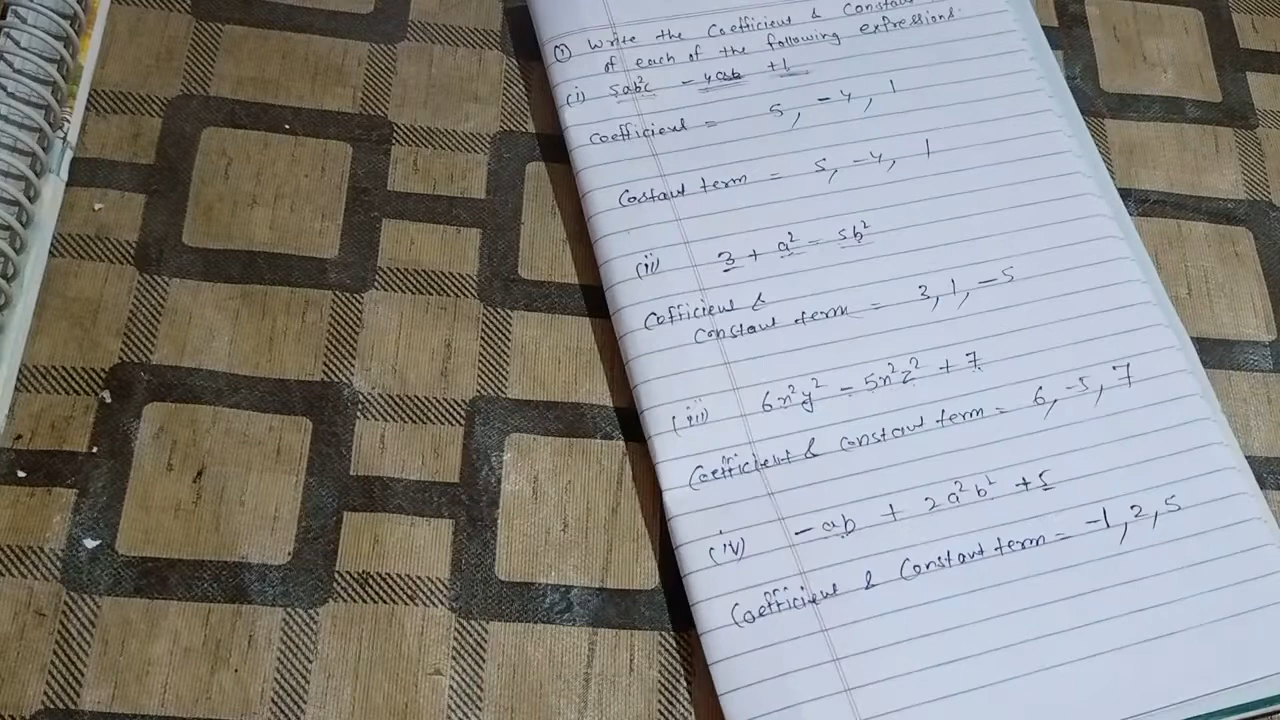 ① Write the Coefficient & Constant
of each of the following expressions.
(i) 5ab²c - 4ab + 1
Coefficient = 5, -4, 1
Costant term = 5, -4, 1
(ii) 3 + a² - 5b²
Cofficient &
Constant term = 3, 1, -5
(iii) 6x²y² - 5x²z² + 7
Coefficient & constant term = 6, -5, 7
(iv) - ab + 2a²b² + 5
Coefficient & Constant term = -1, 2, 5